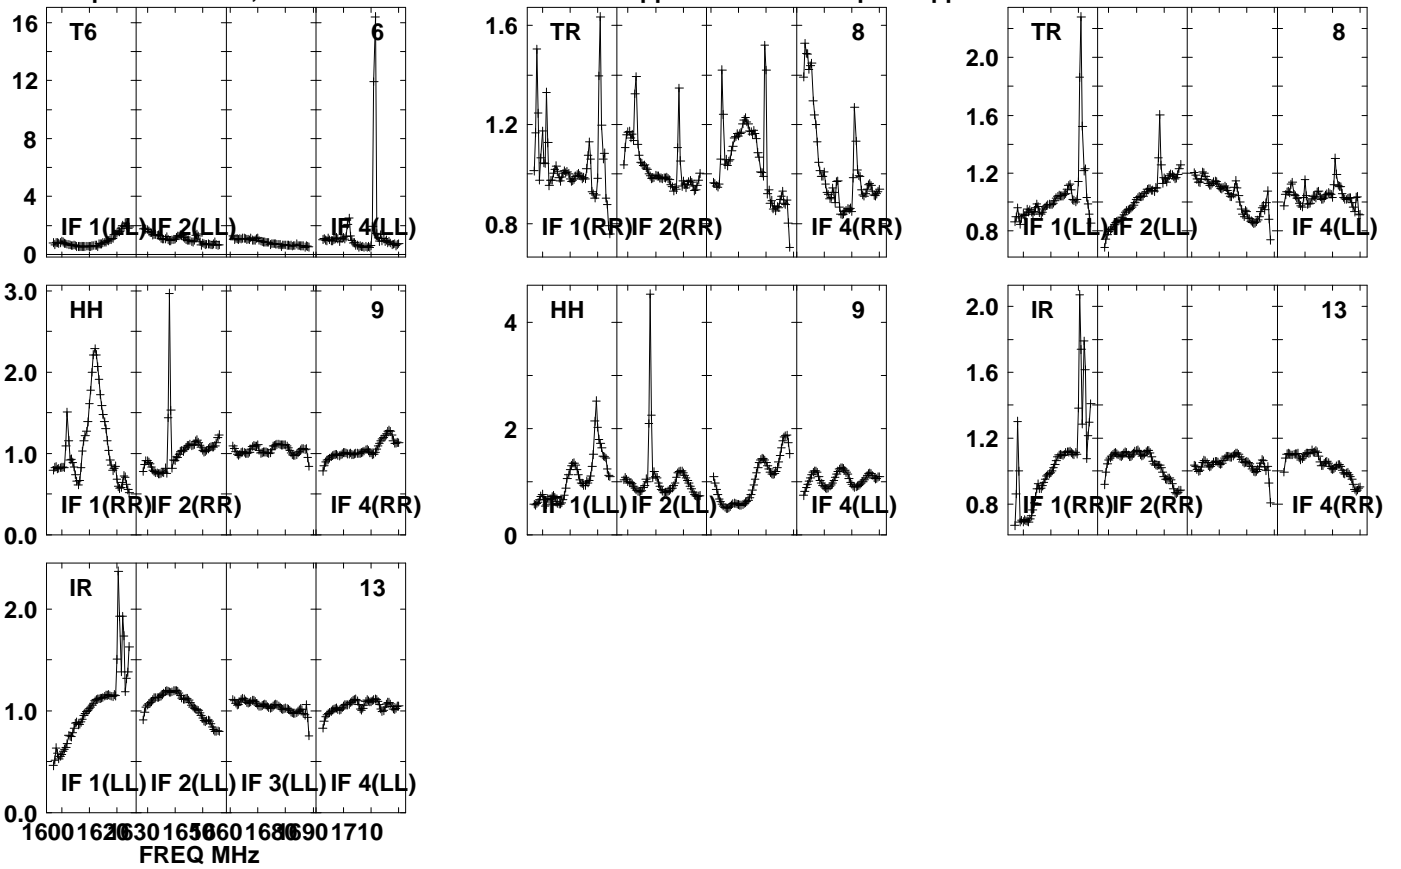 T6 6
16
12
8
4
0
IF 1(LL) IF 2(LL) IF 4(LL)
TR 8
1.6
1.2
0.8
IF 1(RR) IF 2(RR) IF 4(RR)
TR 8
2.0
1.6
1.2
0.8
IF 1(LL) IF 2(LL) IF 4(LL)
HH 9
3.0
2.0
1.0
0.0
IF 1(RR) IF 2(RR) IF 4(RR)
HH 9
4
2
0
IF 1(LL) IF 2(LL) IF 4(LL)
IR 13
2.0
1.6
1.2
0.8
IF 1(RR) IF 2(RR) IF 4(RR)
IR 13
2.0
1.0
0.0
IF 1(LL) IF 2(LL) IF 3(LL) IF 4(LL)
1600 1620 1630 1650 1660 1680 1690 1710
FREQ MHz